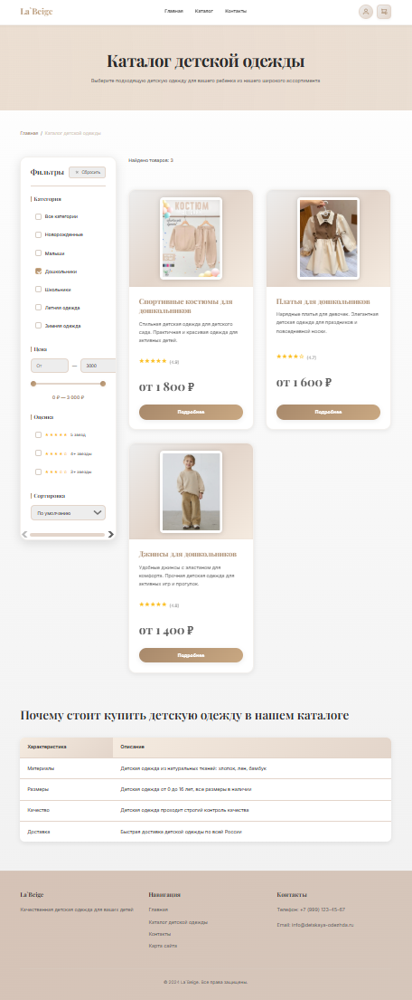 La`Beige
Главная
Каталог
Контакты
Каталог детской одежды
Выберите подходящую детскую одежду для вашего ребенка из нашего широкого ассортимента
Главная / Каталог детской одежды
Фильтры
Сбросить
Категория
Все категории
Новорожденные
Малыши
Дошкольники
Школьники
Летняя одежда
Зимняя одежда
Цена
От
—
3000
0 ₽ — 3 000 ₽
Оценка
★★★★★ 5 звезд
★★★★☆ 4+ звезды
★★★☆☆ 3+ звезды
Сортировка
По умолчанию
Найдено товаров: 3
КОСТЮМ
Спортивные костюмы для
дошкольников
Стильная детская одежда для детского
сада. Практичная и красивая одежда для
активных детей.
★★★★★ (4.8)
от 1 800 ₽
Подробнее
Платья для дошкольников
Нарядные платья для девочек. Элегантная
детская одежда для праздников и
повседневной носки.
★★★★☆ (4.7)
от 1 600 ₽
Подробнее
Джинсы для дошкольников
Удобные джинсы с эластаном для
комфорта. Прочная детская одежда для
активных игр и прогулок.
★★★★★ (4.6)
от 1 400 ₽
Подробнее
Почему стоит купить детскую одежду в нашем каталоге
Характеристика
Описание
Материалы
Детская одежда из натуральных тканей: хлопок, лен, бамбук
Размеры
Детская одежда от 0 до 16 лет, все размеры в наличии
Качество
Детская одежда проходит строгий контроль качества
Доставка
Быстрая доставка детской одежды по всей России
La`Beige
Качественная детская одежда для ваших детей
Навигация
Главная
Каталог детской одежды
Контакты
Карта сайта
Контакты
Телефон: +7 (999) 123-45-67
Email: info@detskaya-odezhda.ru
© 2024 La`Beige. Все права защищены.